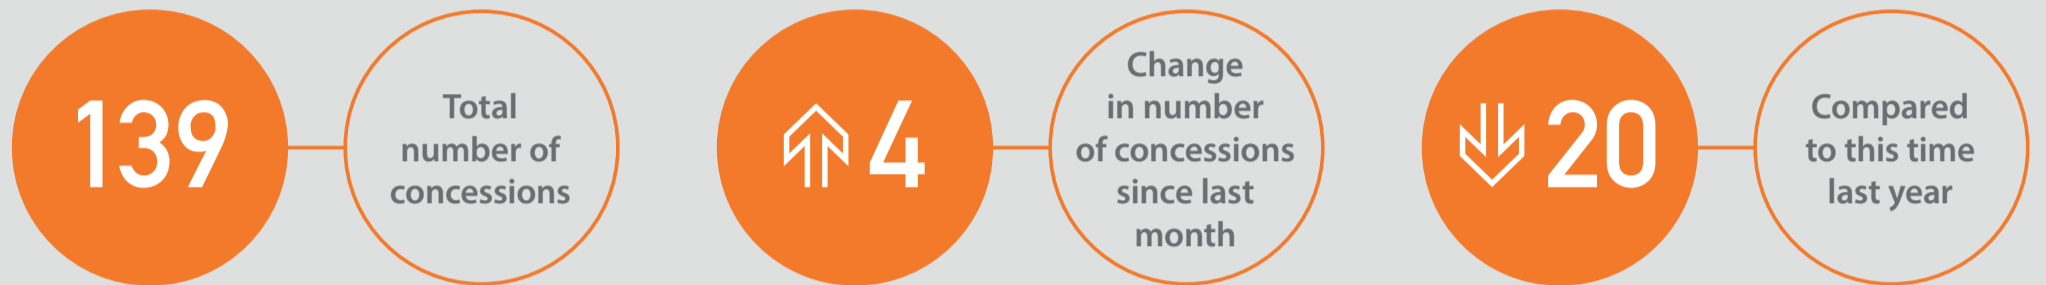 139
Total
number of
concessions
4
Change
in number
of concessions
since last
month
20
Compared
to this time
last year